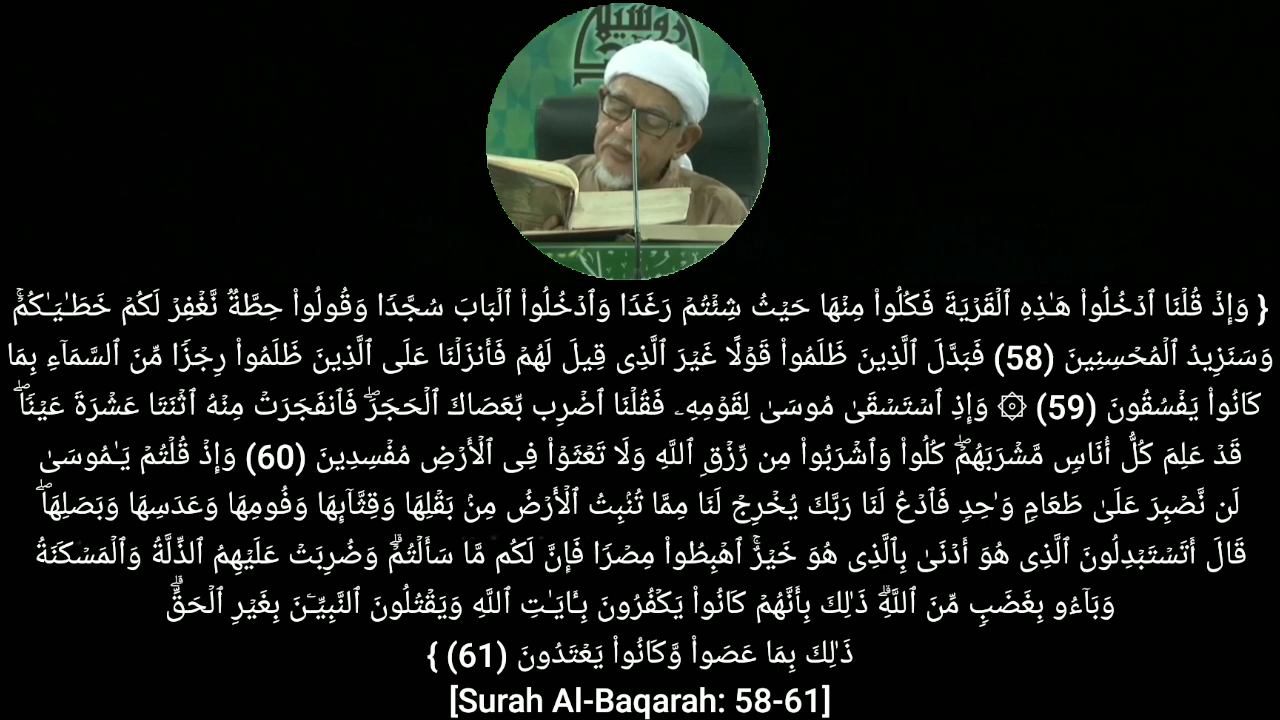 روسيله
{ وَإِذۡ قُلۡنَا ٱدۡخُلُواْ هَـٰذِهِ ٱلۡقَرۡيَةَ فَكُلُواْ مِنۡهَا حَيۡثُ شِئۡتُمۡ رَغَدࣰا وَٱدۡخُلُواْ ٱلۡبَابَ سُجَّدࣰا وَقُولُواْ حِطَّةࣱ نَّغۡفِرۡ لَكُمۡ خَطَـٰيَـٰكُمۡۚ
وَسَنَزِيدُ ٱلۡمُحۡسِنِينَ (58) فَبَدَّلَ ٱلَّذِينَ ظَلَمُواْ قَوۡلًا غَيۡرَ ٱلَّذِی قِيلَ لَهُمۡ فَأَنزَلۡنَا عَلَى ٱلَّذِينَ ظَلَمُواْ رِجۡزࣰا مِّنَ ٱلسَّمَاۤءِ بِمَا
كَانُواْ يَفۡسُقُونَ (59) ۞ وَإِذِ ٱسۡتَسۡقَىٰ مُوسَىٰ لِقَوۡمِهِۦ فَقُلۡنَا ٱضۡرِب بِّعَصَاكَ ٱلۡحَجَرَۖ فَٱنفَجَرَتۡ مِنۡهُ ٱثۡنَتَا عَشۡرَةَ عَيۡنࣰاۖ
قَدۡ عَلِمَ كُلُّ أُنَاسࣲ مَّشۡرَبَهُمۡۖ كُلُواْ وَٱشۡرَبُواْ مِن رِّزۡقِ ٱللَّهِ وَلَا تَعۡثَوۡاْ فِی ٱلۡأَرۡضِ مُفۡسِدِينَ (60) وَإِذۡ قُلۡتُمۡ يَـٰمُوسَىٰ
لَن نَّصۡبِرَ عَلَىٰ طَعَامࣲ وَ ٰحِدࣲ فَٱدۡعُ لَنَا رَبَّكَ يُخۡرِجۡ لَنَا مِمَّا تُنۢبِتُ ٱلۡأَرۡضُ مِنۢ بَقۡلِهَا وَقِثَّاۤىِٕهَا وَفُومِهَا وَعَدَسِهَا وَبَصَلِهَاۖ
قَالَ أَتَسۡتَبۡدِلُونَ ٱلَّذِی هُوَ أَدۡنَىٰ بِٱلَّذِی هُوَ خَيۡرٌۚ ٱهۡبِطُواْ مِصۡرࣰا فَإِنَّ لَكُم مَّا سَأَلۡتُمۡۗ وَضُرِبَتۡ عَلَيۡهِمُ ٱلذِّلَّةُ وَٱلۡمَسۡكَنَةُ
وَبَاۤءُو بِغَضَبࣲ مِّنَ ٱللَّهِۗ ذَ ٰلِكَ بِأَنَّهُمۡ كَانُواْ يَكۡفُرُونَ بِـَٔايَـٰتِ ٱللَّهِ وَيَقۡتُلُونَ ٱلنَّبِيِّـۧنَ بِغَيۡرِ ٱلۡحَقِّۗ
ذَ ٰلِكَ بِمَا عَصَواْ وَّكَانُواْ يَعۡتَدُونَ (61) }
[Surah Al-Baqarah: 58-61]